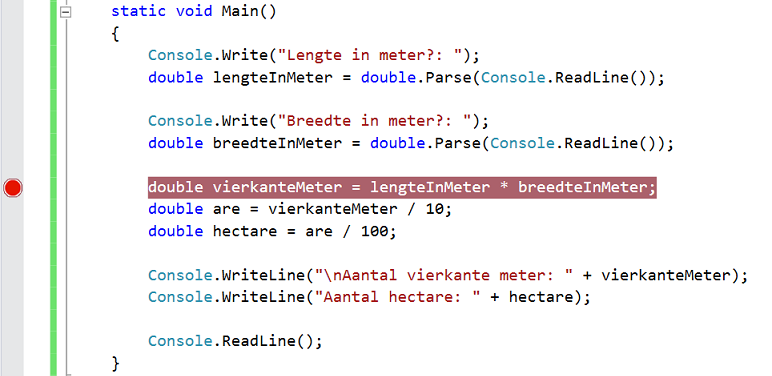 static void Main()
{
Console.Write("Lengte in meter?: ");
double lengteInMeter = double.Parse(Console.ReadLine());
Console.Write("Breedte in meter?: ");
double breedteInMeter = double.Parse(Console.ReadLine());
double vierkanteMeter = lengteInMeter * breedteInMeter;
double are = vierkanteMeter / 10;
double hectare = are / 100;
Console.WriteLine("\nAantal vierkante meter: " + vierkanteMeter);
Console.WriteLine("Aantal hectare: " + hectare);
Console.ReadLine();
}